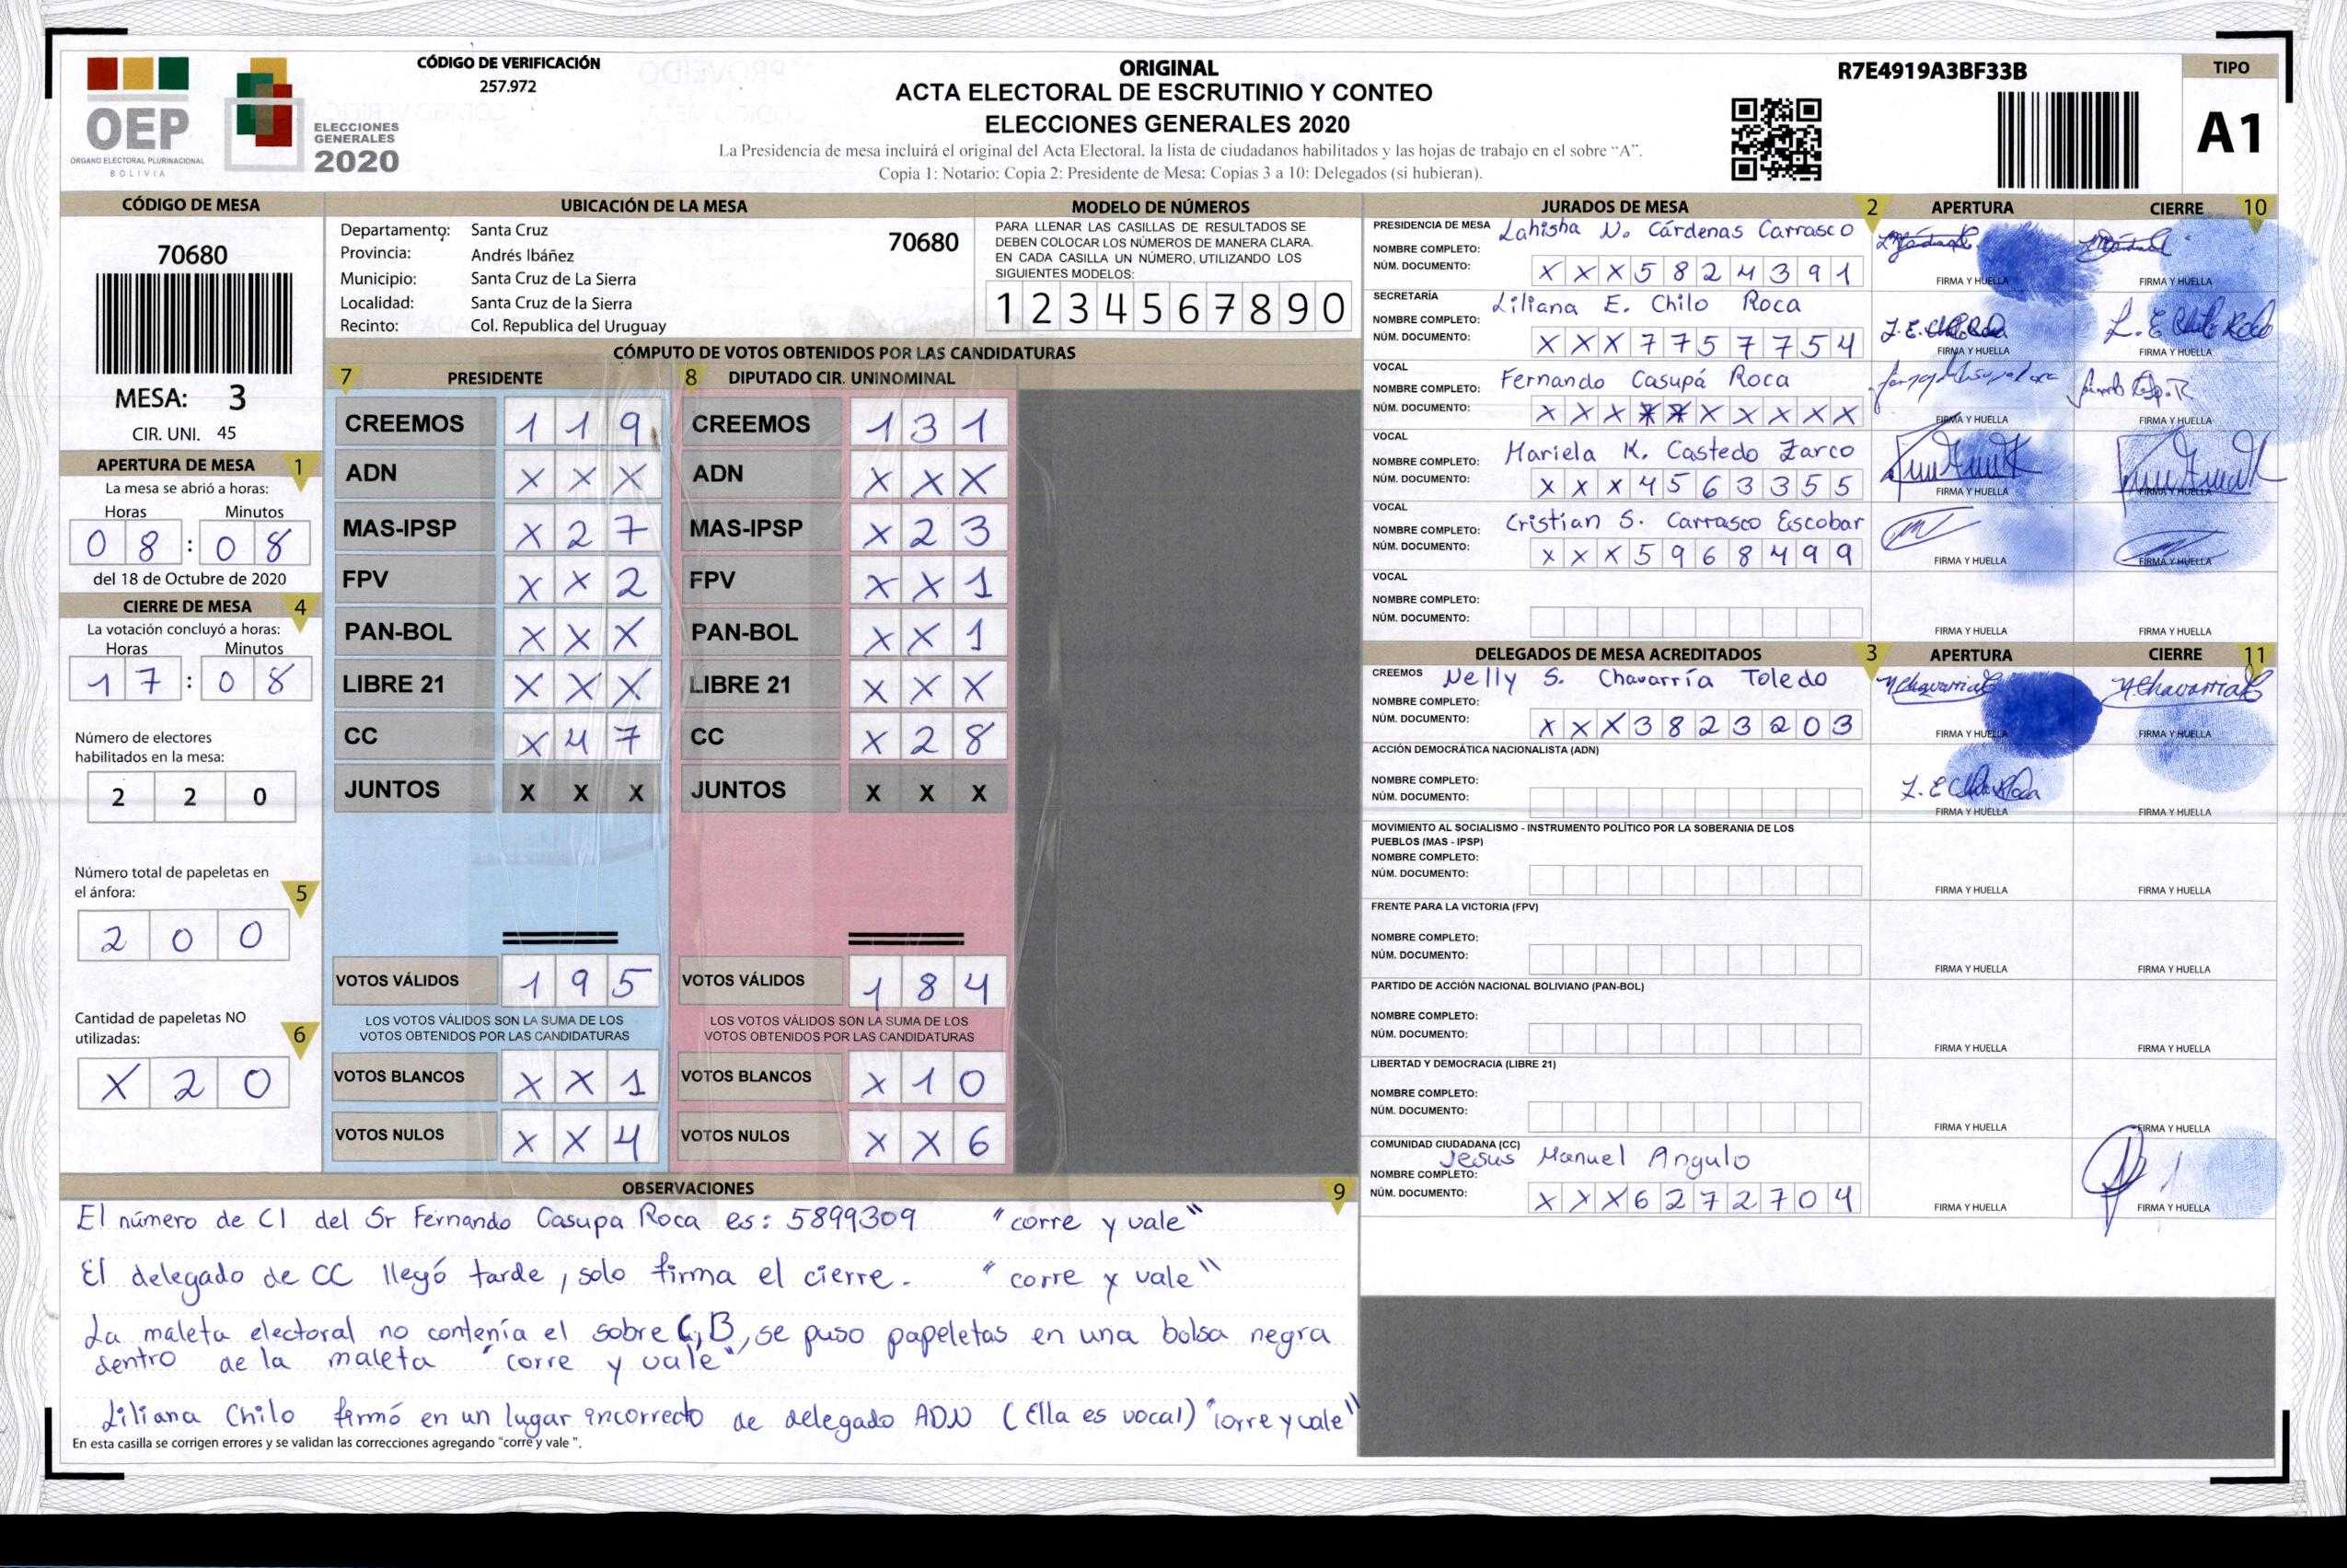 CÓDIGO DE VERIFICACIÓN
257.972
OEP
ÓRGANO ELECTORAL PLURINACIONAL
BOLIVIA
ELECCIONES
GENERALES
2020
ORIGINAL
ACTA ELECTORAL DE ESCRUTINIO Y CONTEO
ELECCIONES GENERALES 2020
La Presidencia de mesa incluirá el original del Acta Electoral, la lista de ciudadanos habilitados y las hojas de trabajo en el sobre “A”.
Copia 1: Notario: Copia 2: Presidente de Mesa: Copias 3 a 10: Delegados (si hubieran).
R7E4919A3BF33B
TIPO
A1
CÓDIGO DE MESA
70680
MESA: 3
CIR. UNI. 45
APERTURA DE MESA 1
La mesa se abrió a horas:
Horas Minutos
0 8 : 0 8
del 18 de Octubre de 2020
CIERRE DE MESA 4
La votación concluyó a horas:
Horas Minutos
1 7 : 0 8
Número de electores
habilitados en la mesa:
2 2 0
Número total de papeletas en
el ánfora: 5
2 0 0
Cantidad de papeletas NO
utilizadas: 6
X 2 0
UBICACIÓN DE LA MESA
Departamento: Santa Cruz
70680
Provincia: Andrés Ibáñez
Municipio: Santa Cruz de La Sierra
Localidad: Santa Cruz de la Sierra
Recinto: Col. Republica del Uruguay
MODELO DE NÚMEROS
PARA LLENAR LAS CASILLAS DE RESULTADOS SE
DEBEN COLOCAR LOS NÚMEROS DE MANERA CLARA.
EN CADA CASILLA UN NÚMERO, UTILIZANDO LOS
SIGUIENTES MODELOS:
1 2 3 4 5 6 7 8 9 0
CÓMPUTO DE VOTOS OBTENIDOS POR LAS CANDIDATURAS
7 PRESIDENTE 8 DIPUTADO CIR. UNINOMINAL
CREEMOS 1 1 9 CREEMOS 1 3 1
ADN X X X ADN X X X
MAS-IPSP X 2 7 MAS-IPSP X 2 3
FPV X X 2 FPV X X 1
PAN-BOL X X X PAN-BOL X X 1
LIBRE 21 X X X LIBRE 21 X X X
CC X 4 7 CC X 2 8
JUNTOS X X X JUNTOS X X X
VOTOS VÁLIDOS 1 9 5 VOTOS VÁLIDOS 1 8 4
LOS VOTOS VÁLIDOS SON LA SUMA DE LOS LOS VOTOS VÁLIDOS SON LA SUMA DE LOS
VOTOS OBTENIDOS POR LAS CANDIDATURAS VOTOS OBTENIDOS POR LAS CANDIDATURAS
VOTOS BLANCOS X X 1 VOTOS BLANCOS X 1 0
VOTOS NULOS X X 4 VOTOS NULOS X X 6
OBSERVACIONES 9
El número de CI del Sr Fernando Casupa Roca es: 5899309 "corre y vale"
El delegado de CC llegó tarde, solo firma el cierre. "corre y vale"
La maleta electoral no contenía el sobre C, B, se puso papeletas en una bolsa negra
dentro de la maleta "corre y vale"
Liliana Chilo firmó en un lugar incorrecto de delegado ADN (Ella es vocal) "corre y vale"
En esta casilla se corrigen errores y se validan las correcciones agregando "corre y vale ".
JURADOS DE MESA 2 APERTURA CIERRE 10
PRESIDENCIA DE MESA
NOMBRE COMPLETO: Lahisha N. Cárdenas Carrasco
NÚM. DOCUMENTO: X X X 5 8 2 4 3 9 1
FIRMA Y HUELLA FIRMA Y HUELLA
SECRETARÍA
NOMBRE COMPLETO: Liliana E. Chilo Roca
NÚM. DOCUMENTO: X X X 7 7 5 7 7 5 4
L. E. Chilo Roca L. E Chilo Roca
FIRMA Y HUELLA FIRMA Y HUELLA
VOCAL
NOMBRE COMPLETO: Fernando Casupá Roca
NÚM. DOCUMENTO: X X X X X X X X X X
FIRMA Y HUELLA FIRMA Y HUELLA
VOCAL
NOMBRE COMPLETO: Mariela K. Castedo Zarco
NÚM. DOCUMENTO: X X X 4 5 6 3 3 5 5
FIRMA Y HUELLA FIRMA Y HUELLA
VOCAL
NOMBRE COMPLETO: Cristian S. Carrasco Escobar
NÚM. DOCUMENTO: X X X 5 9 6 8 4 9 9
FIRMA Y HUELLA FIRMA Y HUELLA
VOCAL
NOMBRE COMPLETO:
NÚM. DOCUMENTO:
FIRMA Y HUELLA FIRMA Y HUELLA
DELEGADOS DE MESA ACREDITADOS 3 APERTURA CIERRE 11
CREEMOS
NOMBRE COMPLETO: Nelly S. Chavarría Toledo
NÚM. DOCUMENTO: X X X 3 8 2 3 2 0 3
FIRMA Y HUELLA FIRMA Y HUELLA
ACCIÓN DEMOCRÁTICA NACIONALISTA (ADN)
NOMBRE COMPLETO:
NÚM. DOCUMENTO:
L. E Chilo Roca
FIRMA Y HUELLA FIRMA Y HUELLA
MOVIMIENTO AL SOCIALISMO - INSTRUMENTO POLÍTICO POR LA SOBERANIA DE LOS
PUEBLOS (MAS - IPSP)
NOMBRE COMPLETO:
NÚM. DOCUMENTO:
FIRMA Y HUELLA FIRMA Y HUELLA
FRENTE PARA LA VICTORIA (FPV)
NOMBRE COMPLETO:
NÚM. DOCUMENTO:
FIRMA Y HUELLA FIRMA Y HUELLA
PARTIDO DE ACCIÓN NACIONAL BOLIVIANO (PAN-BOL)
NOMBRE COMPLETO:
NÚM. DOCUMENTO:
FIRMA Y HUELLA FIRMA Y HUELLA
LIBERTAD Y DEMOCRACIA (LIBRE 21)
NOMBRE COMPLETO:
NÚM. DOCUMENTO:
FIRMA Y HUELLA FIRMA Y HUELLA
COMUNIDAD CIUDADANA (CC)
NOMBRE COMPLETO: Jesus Manuel Angulo
NÚM. DOCUMENTO: X X X 6 2 7 2 7 0 4
FIRMA Y HUELLA FIRMA Y HUELLA